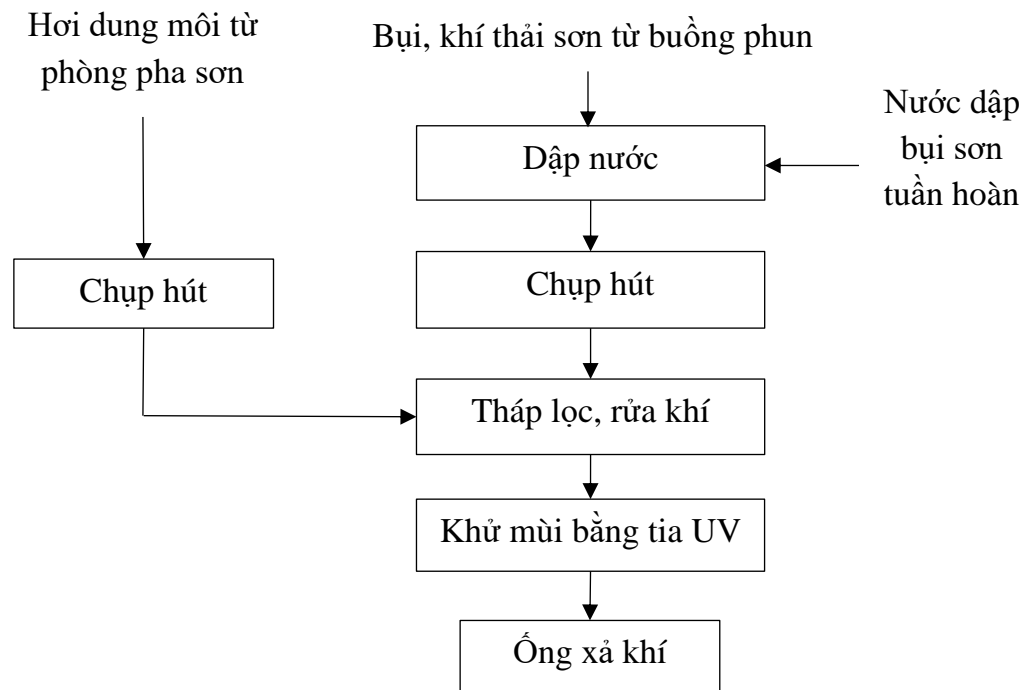 Hơi dung môi từ
phòng pha sơn
Bụi, khí thải sơn từ buồng phun
Nước dập
bụi sơn
tuần hoàn
Dập nước
Chụp hút
Chụp hút
Tháp lọc, rửa khí
Khử mùi bằng tia UV
Ống xả khí